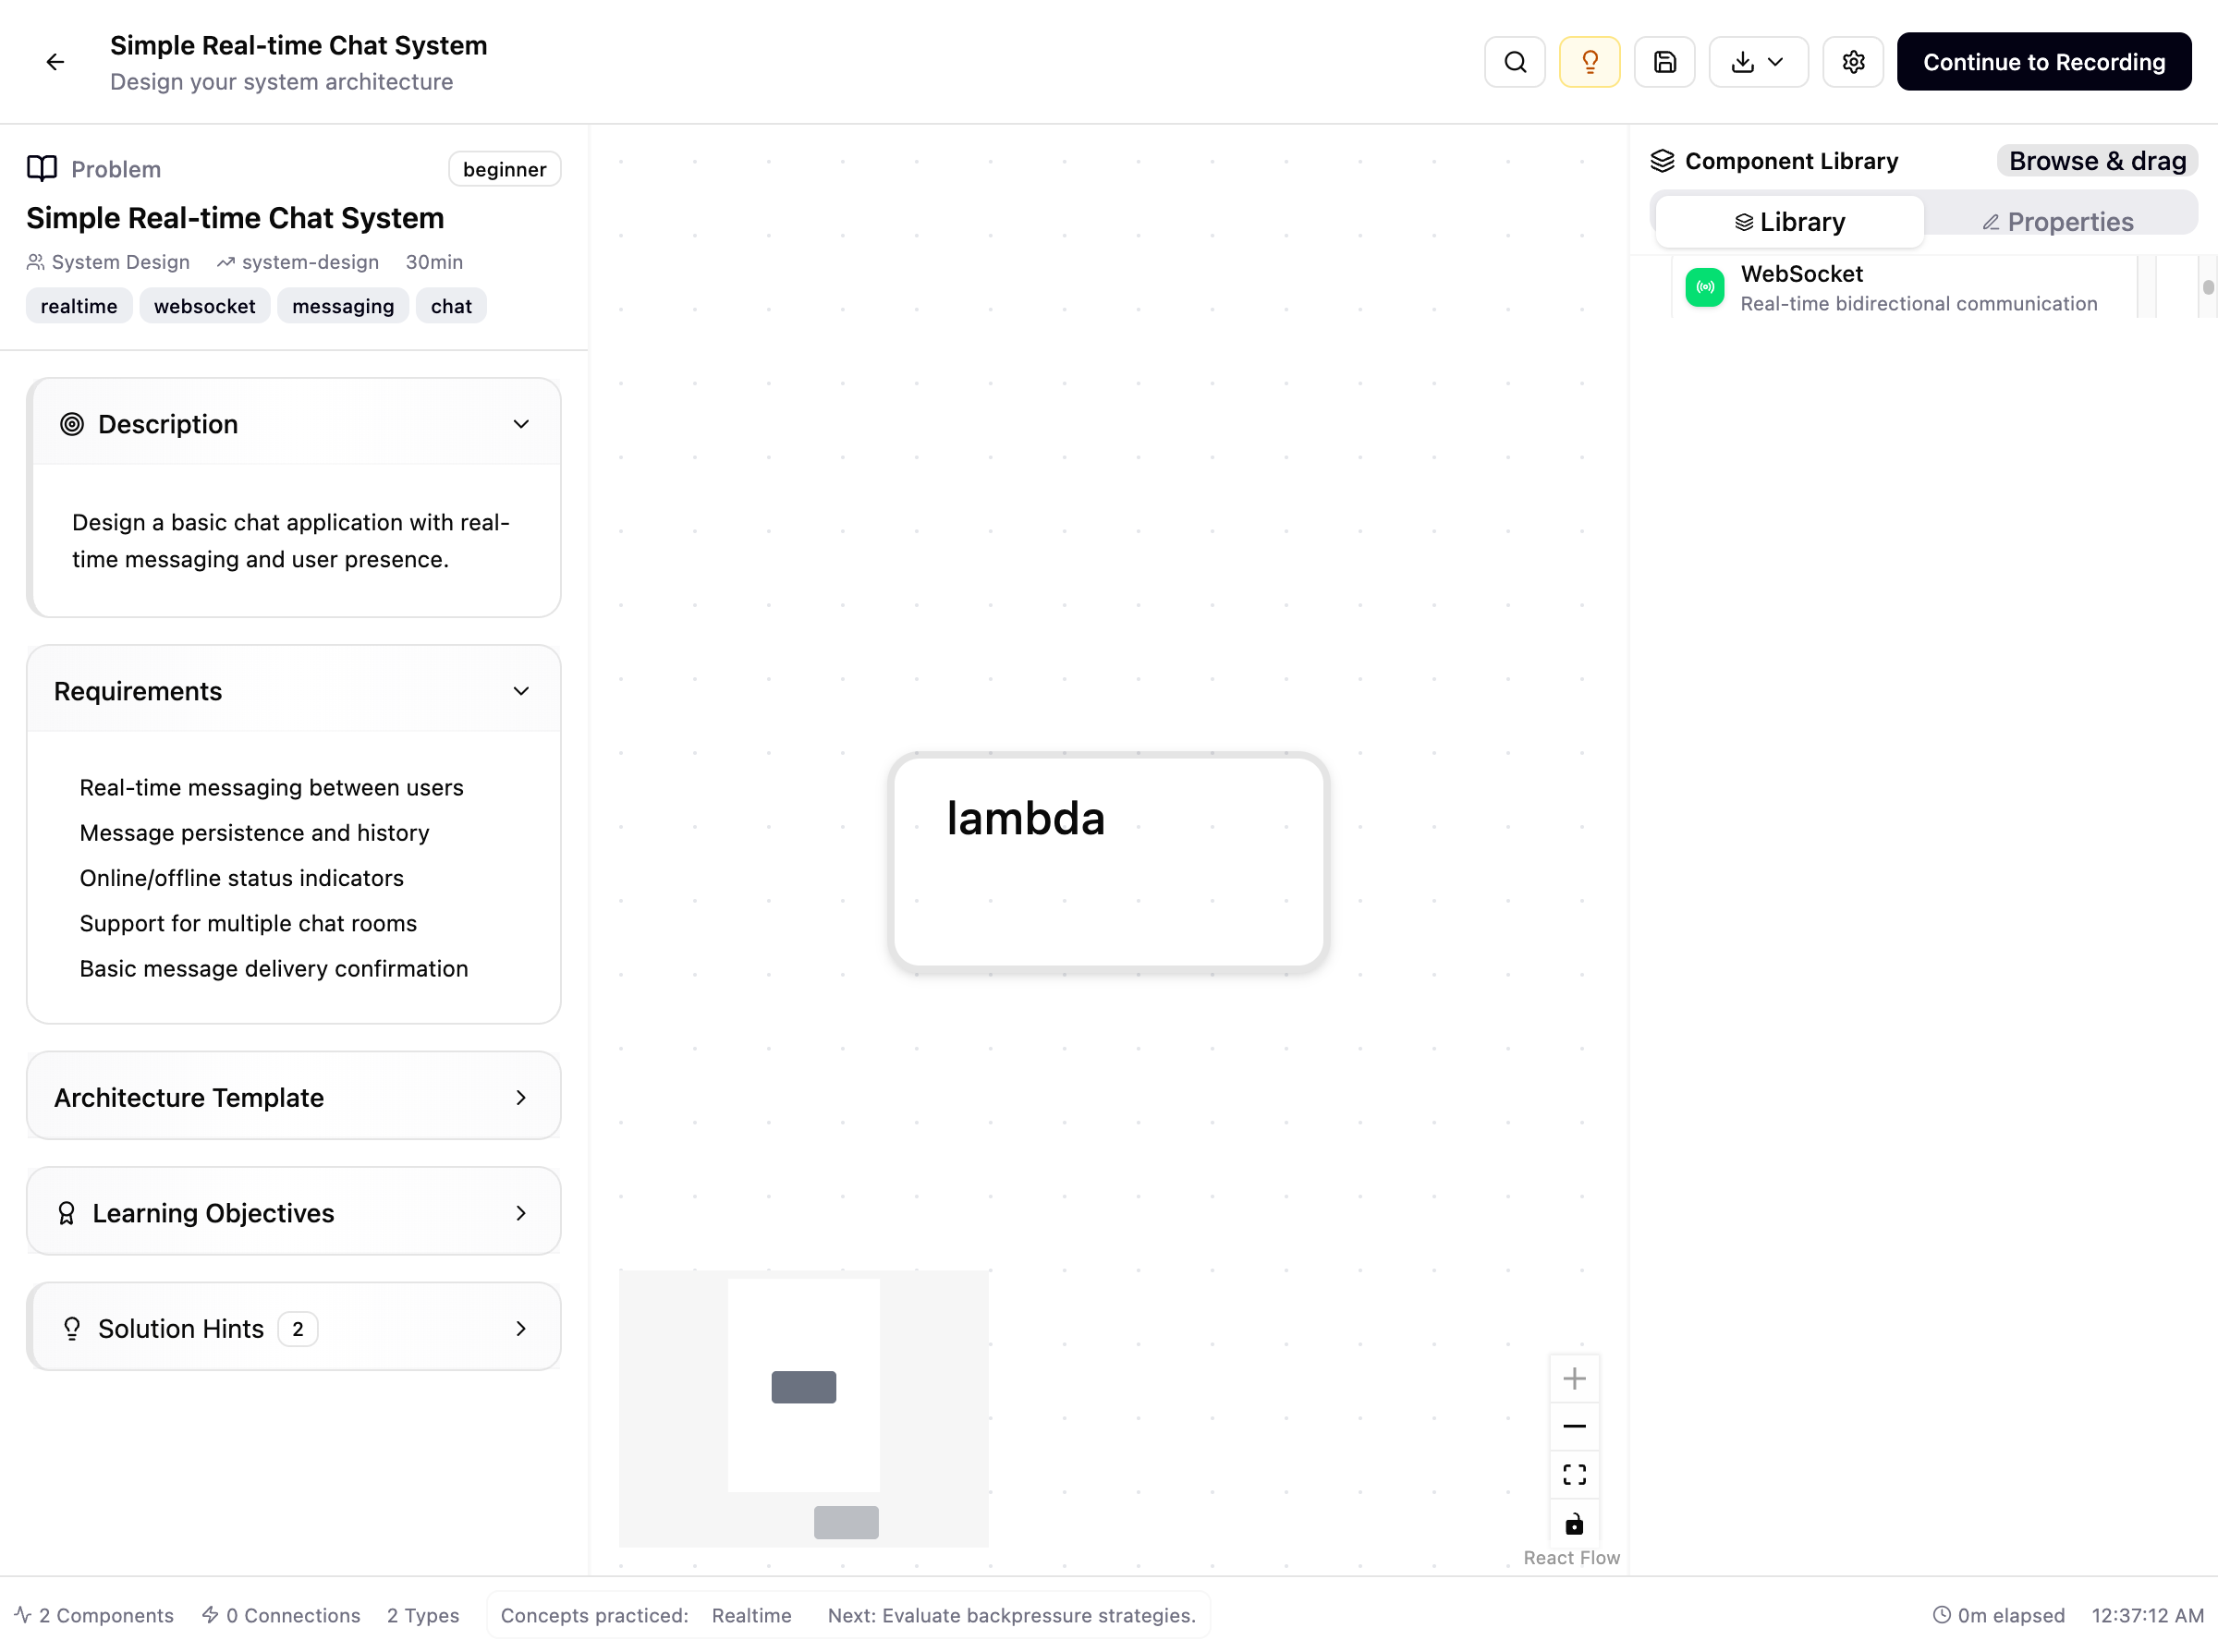 Simple Real-time Chat System
Design your system architecture
Continue to Recording
Problem
beginner
Simple Real-time Chat System
System Design
system-design
30min
realtime
websocket
messaging
chat
Description
Design a basic chat application with real-
time messaging and user presence.
Requirements
Real-time messaging between users
Message persistence and history
Online/offline status indicators
Support for multiple chat rooms
Basic message delivery confirmation
Architecture Template
Learning Objectives
Solution Hints 2
lambda
React Flow
Component Library
Browse & drag
Library
Properties
WebSocket
Real-time bidirectional communication
2 Components
0 Connections
2 Types
Concepts practiced:
Realtime
Next: Evaluate backpressure strategies.
0m elapsed
12:37:12 AM